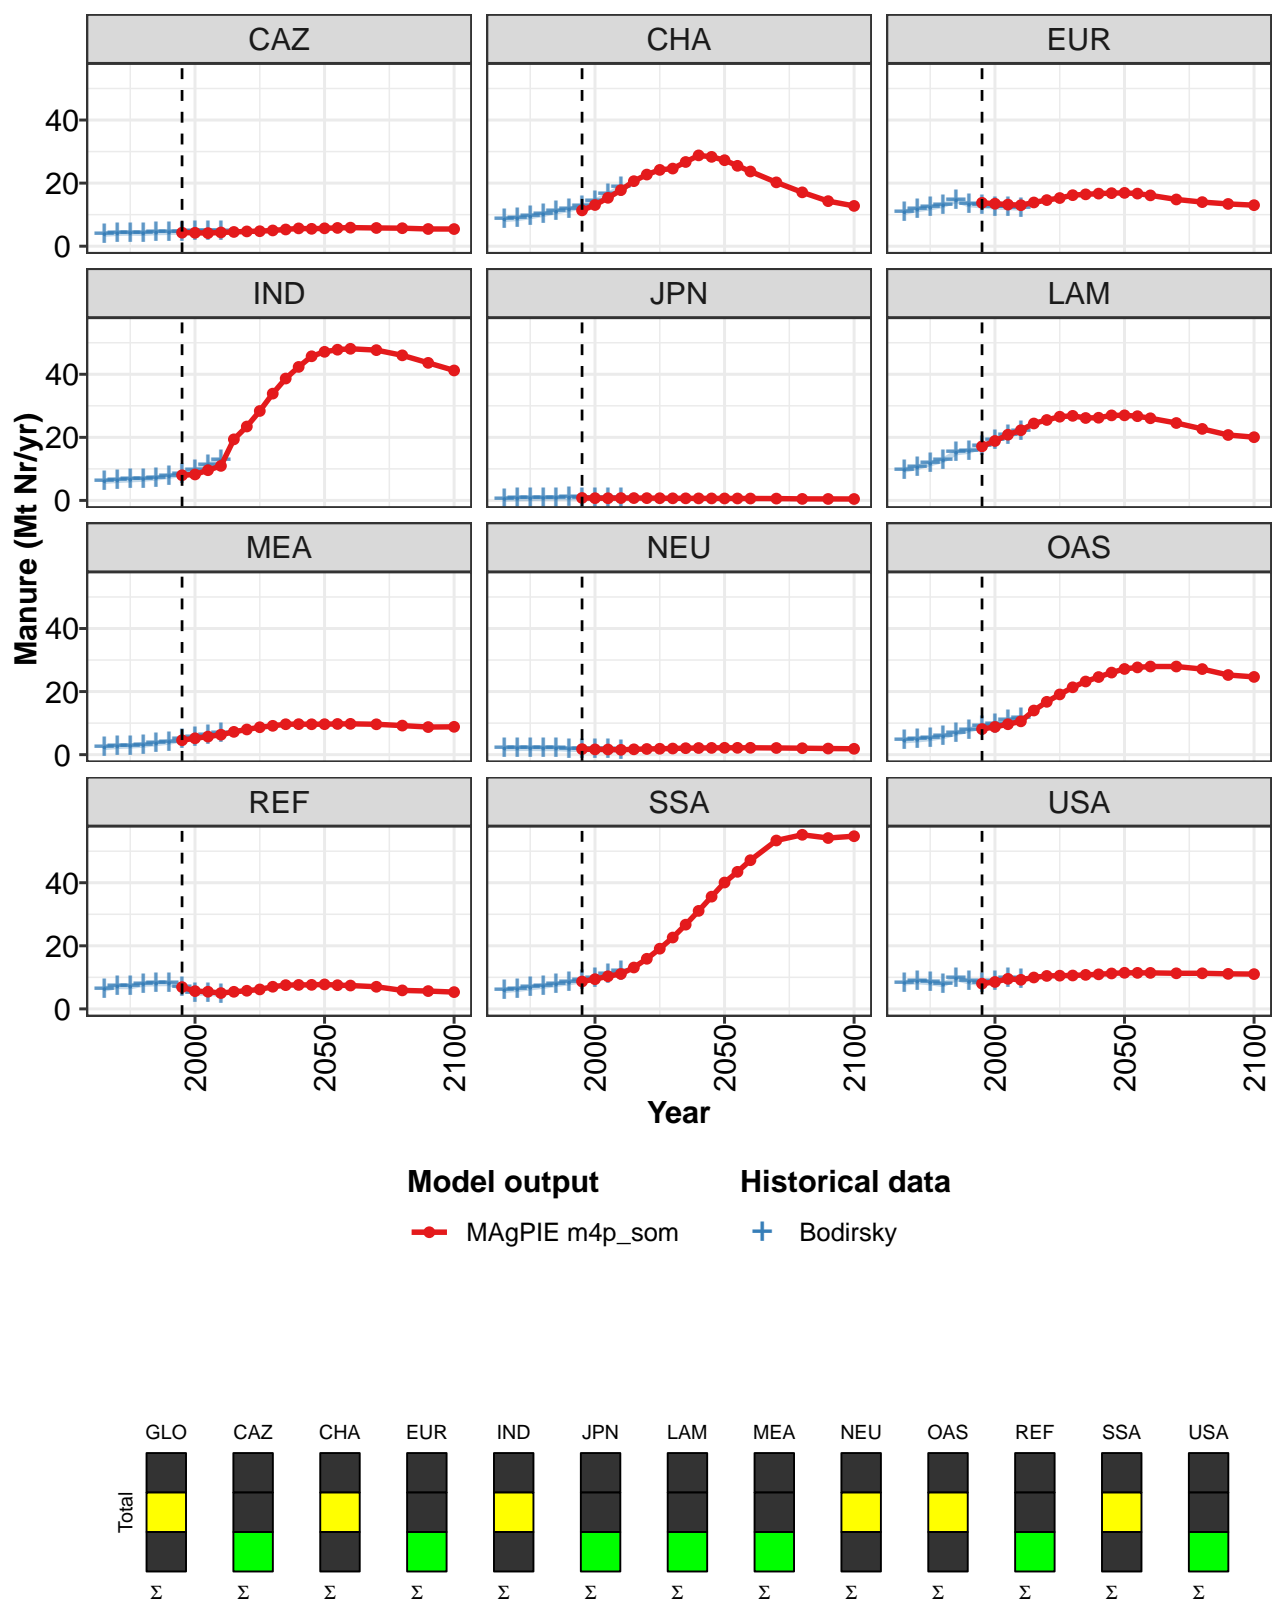 CAZ CHA EUR
40
20
0
IND JPN LAM
40
20
0
MEA NEU OAS
40
20
0
REF SSA USA
40
20
0
Manure (Mt Nr/yr)
2000 2050 2100 2000 2050 2100 2000 2050 2100
Year
Model output Historical data
MAgPIE m4p_som Bodirsky
GLO CAZ CHA EUR IND JPN LAM MEA NEU OAS REF SSA USA
Total
Σ Σ Σ Σ Σ Σ Σ Σ Σ Σ Σ Σ Σ